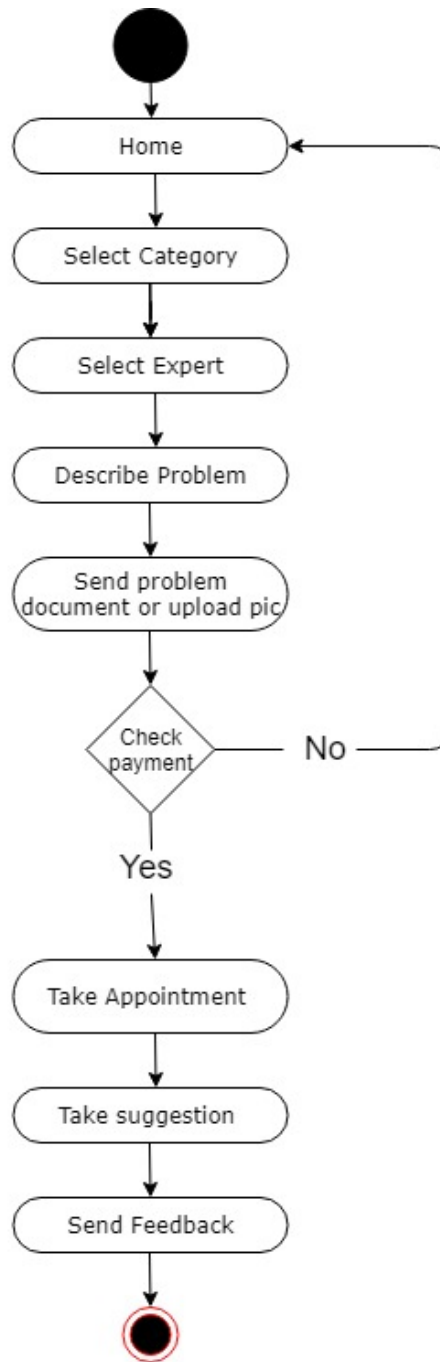 Home
Select Category
Select Expert
Describe Problem
Send problem
document or upload pic
Check
payment
No
Yes
Take Appointment
Take suggestion
Send Feedback